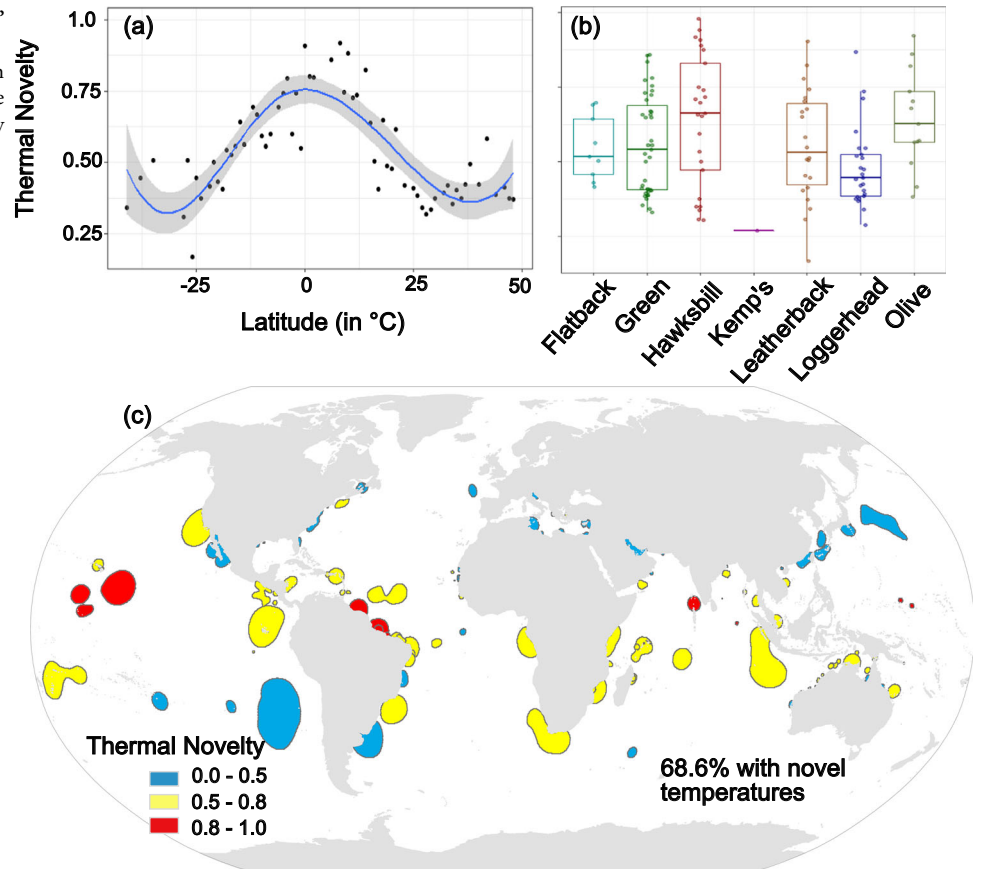 (a)
1.0
0.75
0.50
0.25
Thermal Novelty
-25
0
25
50
Latitude (in °C)
(b)
Flatback
Green
Hawksbill
Kemp's
Leatherback
Loggerhead
Olive
(c)
Thermal Novelty
0.0 - 0.5
0.5 - 0.8
0.8 - 1.0
68.6% with novel
temperatures